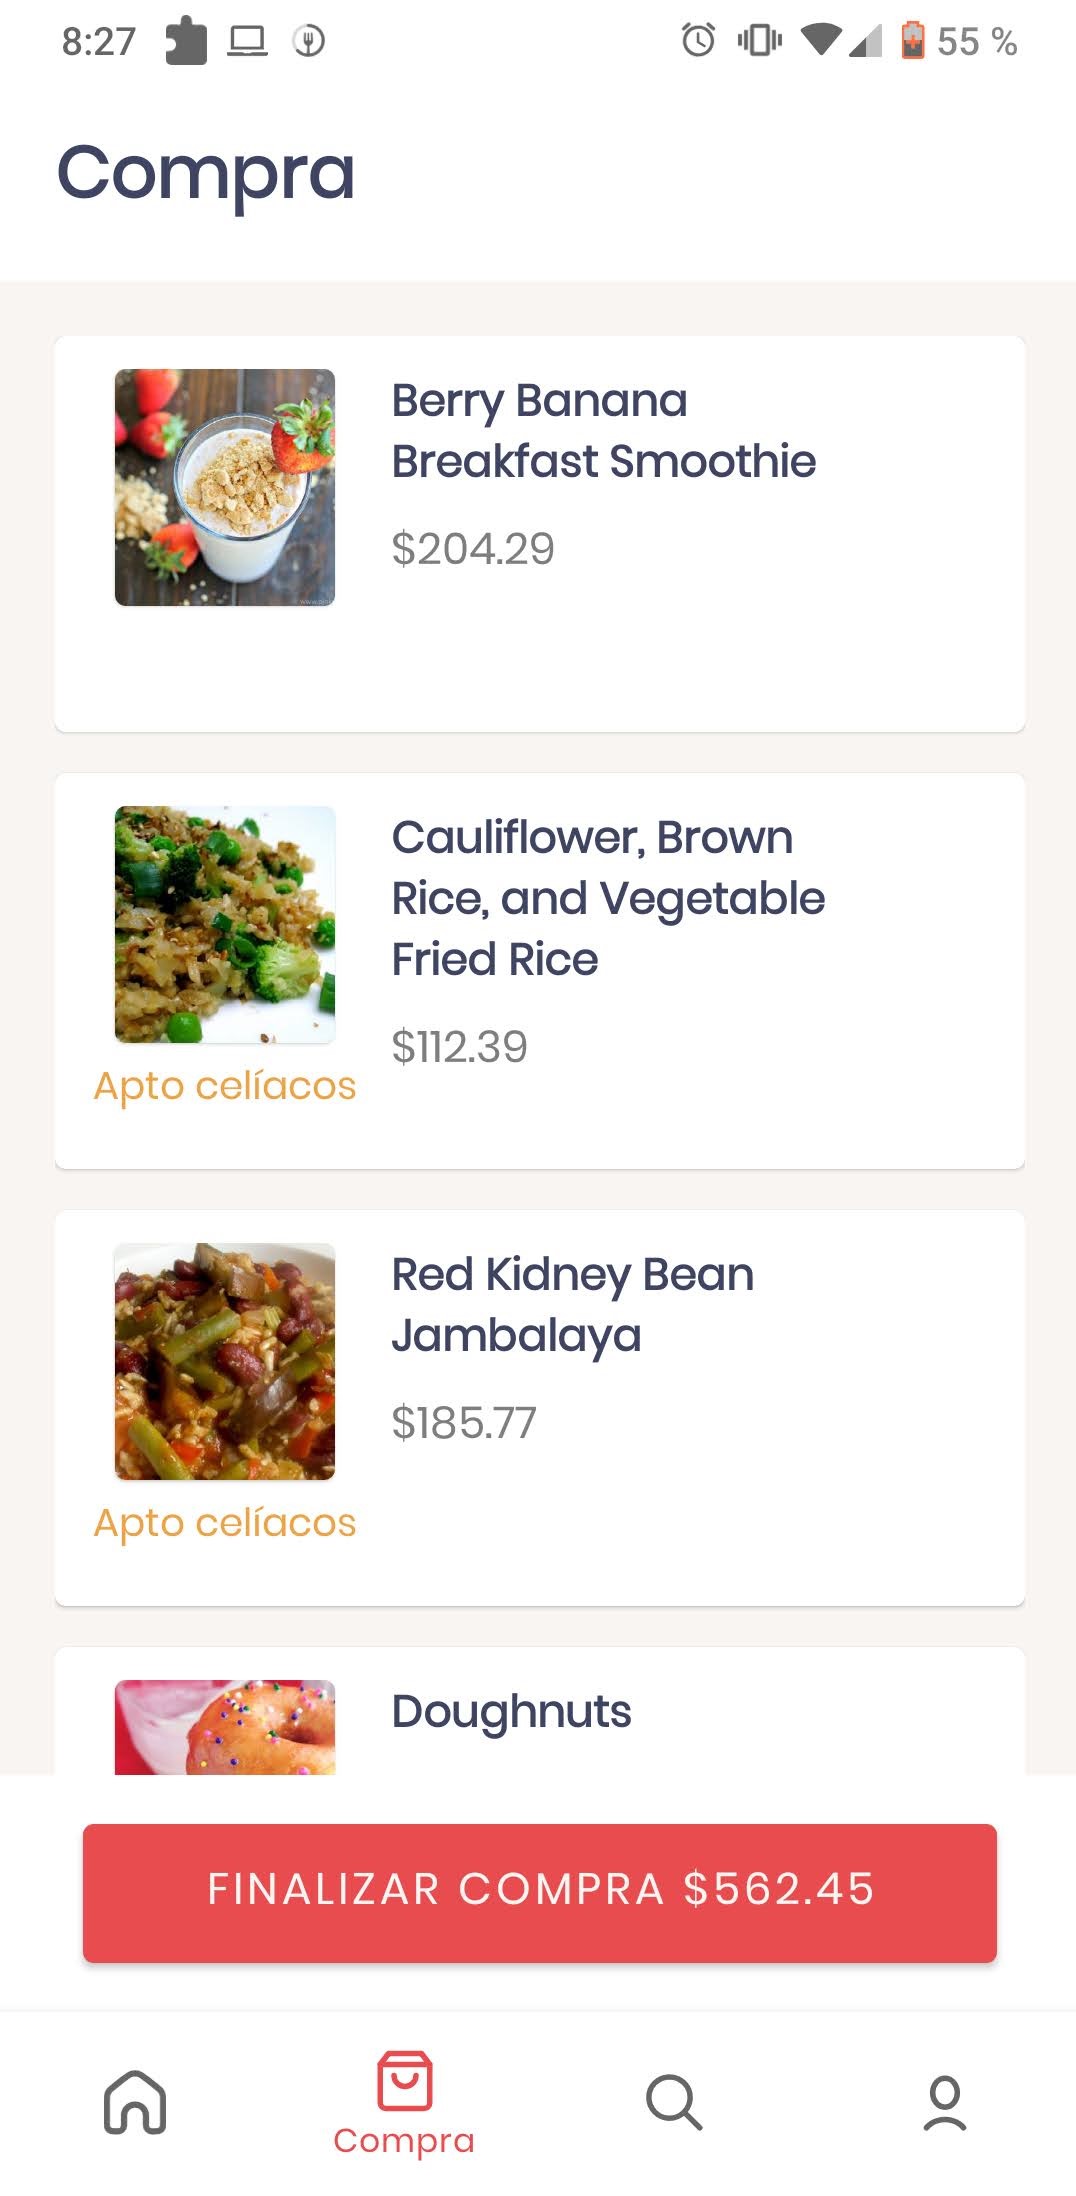 8:27
55 %
Compra
Berry Banana
Breakfast Smoothie
$204.29
Cauliflower, Brown
Rice, and Vegetable
Fried Rice
$112.39
Apto celíacos
Red Kidney Bean
Jambalaya
$185.77
Apto celíacos
Doughnuts
FINALIZAR COMPRA $562.45
Compra